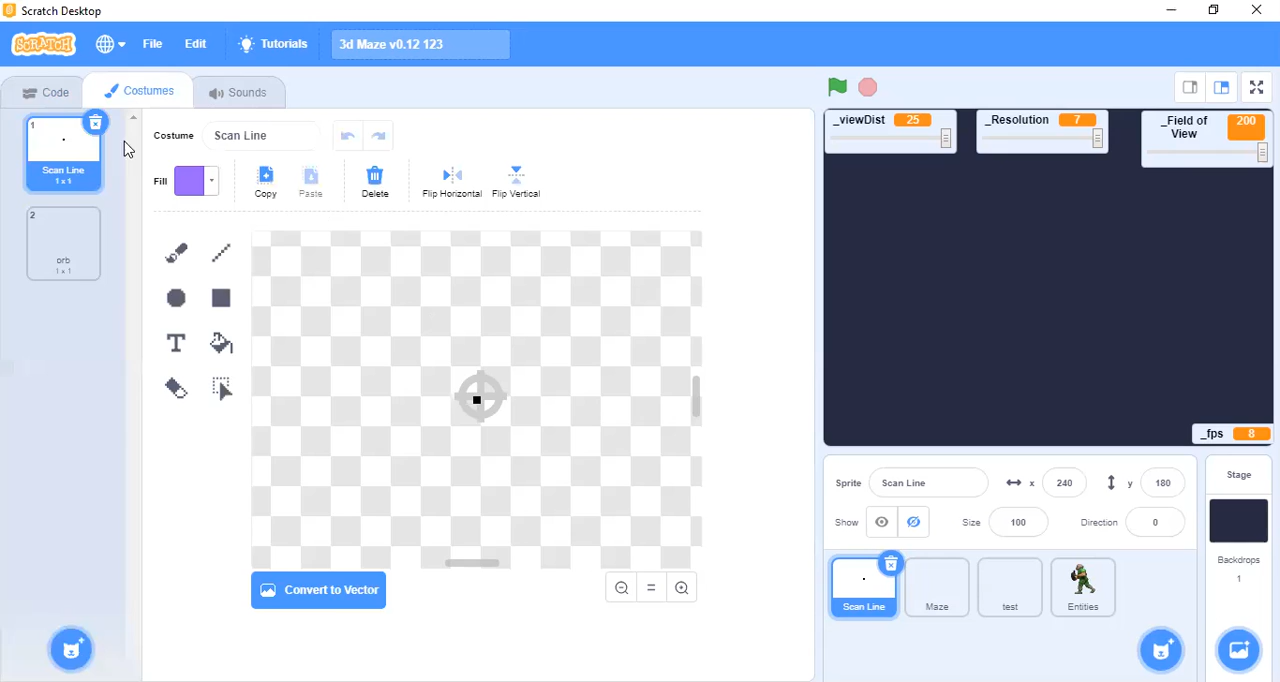 Scratch Desktop
SCRATCH
File
Edit
Tutorials
3d Maze v0.12 123
Code
Costumes
Sounds
1
Scan Line
1 x 1
2
orb
1 x 1
Costume
Scan Line
Fill
Copy
Paste
Delete
Flip Horizontal
Flip Vertical
T
Convert to Vector
_viewDist 25
_Resolution 7
_Field of View 200
_fps 8
Sprite
Scan Line
x 240
y 180
Show
Size 100
Direction 0
Scan Line
Maze
test
Entities
Stage
Backdrops
1